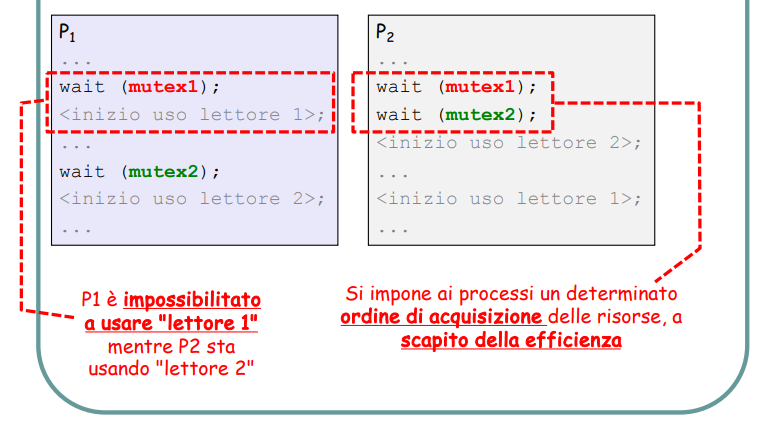 P1
...
wait (mutex1);
<inizio uso lettore 1>;
...
wait (mutex2);
<inizio uso lettore 2>;
...
P2
...
wait (mutex1);
wait (mutex2);
<inizio uso lettore 2>;
...
<inizio uso lettore 1>;
...
P1 è impossibilitato
a usare "lettore 1"
mentre P2 sta
usando "lettore 2"
Si impone ai processi un determinato
ordine di acquisizione delle risorse, a
scapito della efficienza